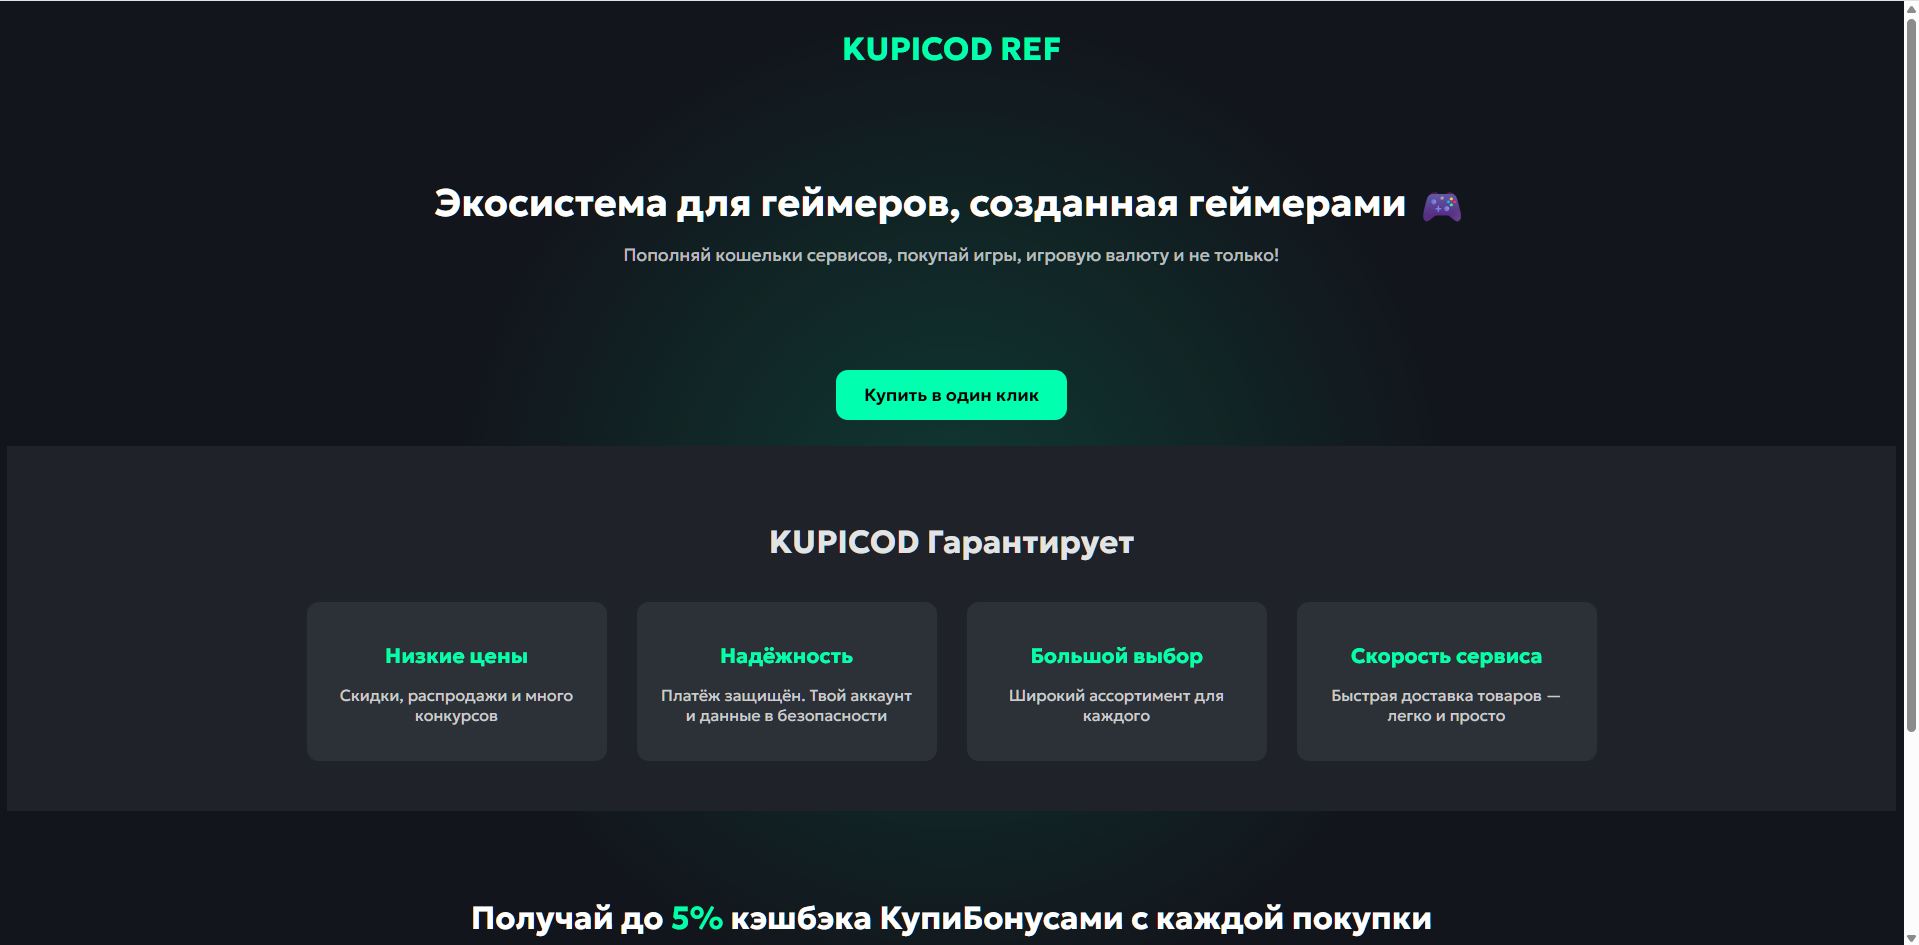 KUPICOD REF
Экосистема для геймеров, созданная геймерами 🎮
Пополняй кошельки сервисов, покупай игры, игровую валюту и не только!
Купить в один клик
KUPICOD Гарантирует
Низкие цены
Скидки, распродажи и много
конкурсов
Надёжность
Платёж защищён. Твой аккаунт
и данные в безопасности
Большой выбор
Широкий ассортимент для
каждого
Скорость сервиса
Быстрая доставка товаров —
легко и просто
Получай до 5% кэшбэка КупиБонусами с каждой покупки